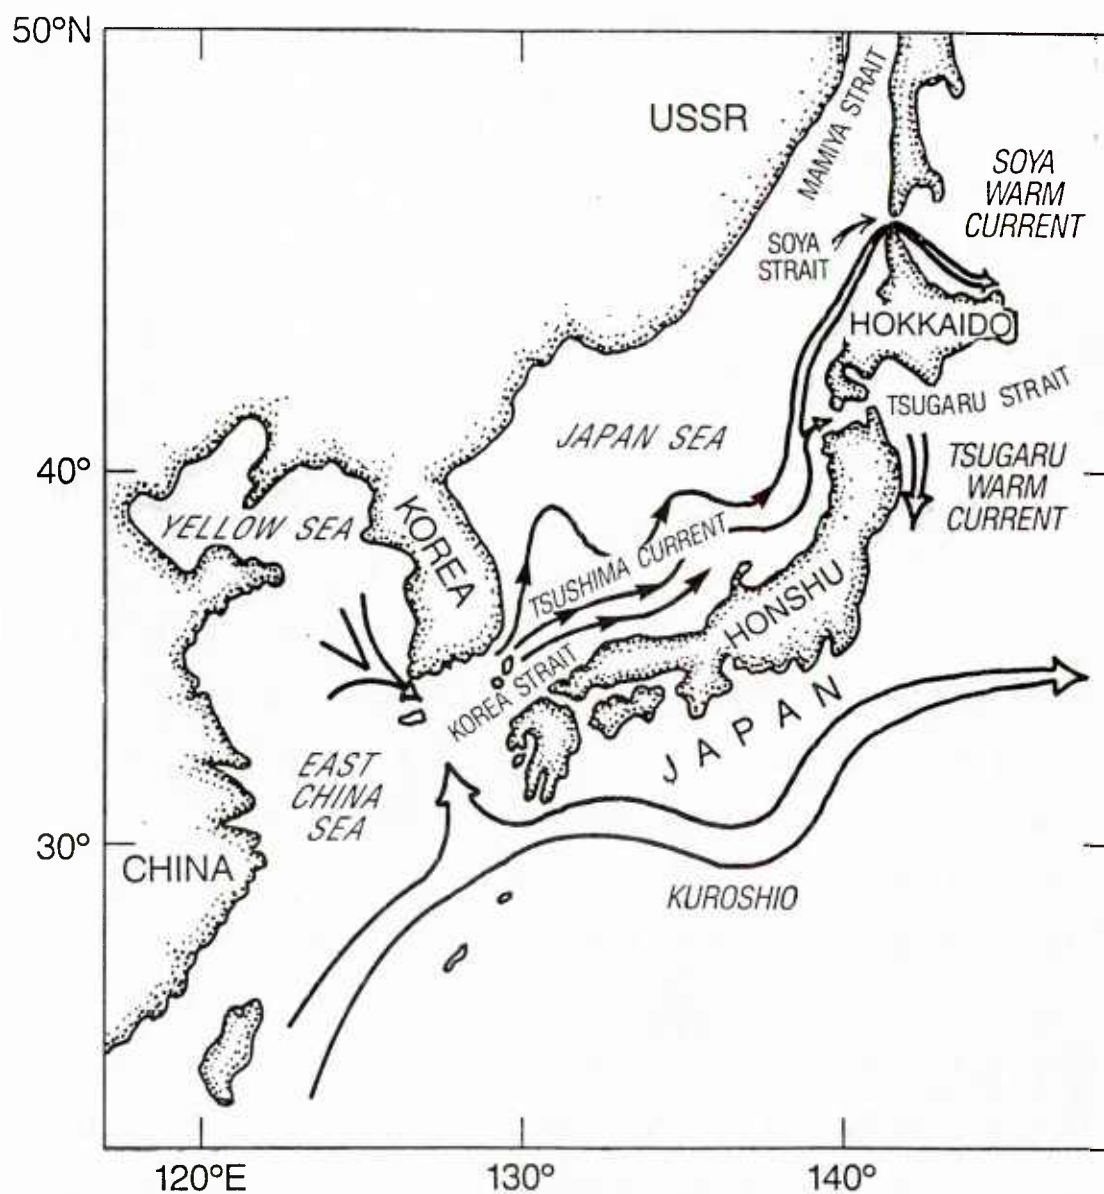 50°N
USSR
MAMIYA STRAIT
SOYA
WARM
CURRENT
SOYA
STRAIT
HOKKAIDO
TSUGARU STRAIT
JAPAN SEA
40°
TSUGARU
WARM
CURRENT
YELLOW SEA
KOREA
TSUSHIMA CURRENT
HONSHU
KOREA STRAIT
JAPAN
EAST
CHINA
SEA
30°
CHINA
KUROSHIO
120°E
130°
140°